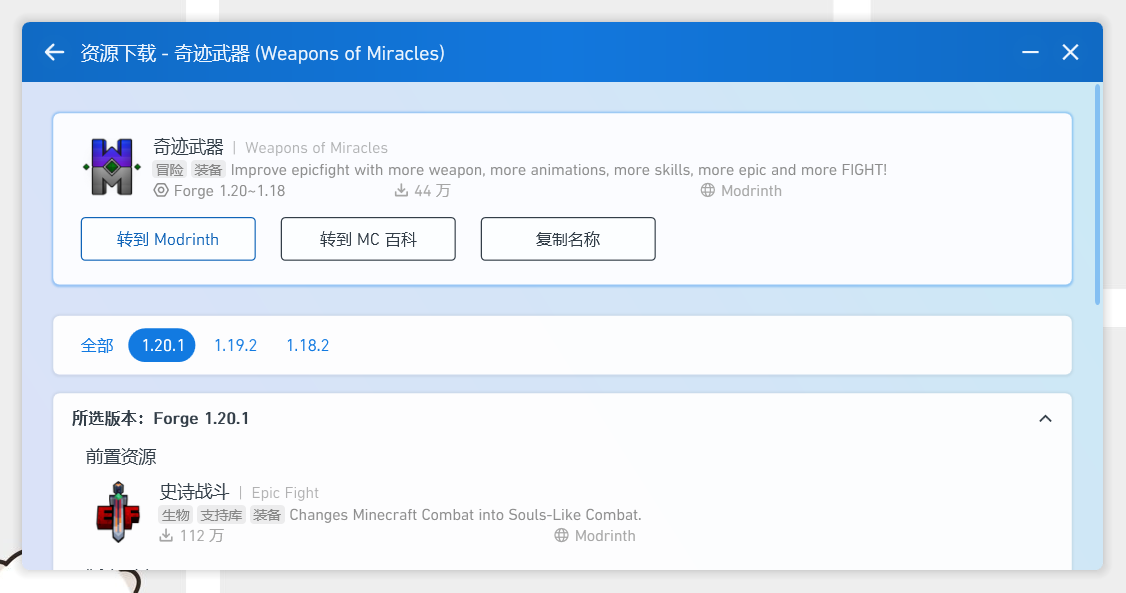 资源下载 - 奇迹武器 (Weapons of Miracles)
奇迹武器 | Weapons of Miracles
冒险 装备 Improve epicfight with more weapon, more animations, more skills, more epic and more FIGHT!
Forge 1.20~1.18 44 万 Modrinth
转到 Modrinth 转到 MC 百科 复制名称
全部 1.20.1 1.19.2 1.18.2
所选版本：Forge 1.20.1
前置资源
史诗战斗 | Epic Fight
生物 支持库 装备 Changes Minecraft Combat into Souls-Like Combat.
112 万 Modrinth